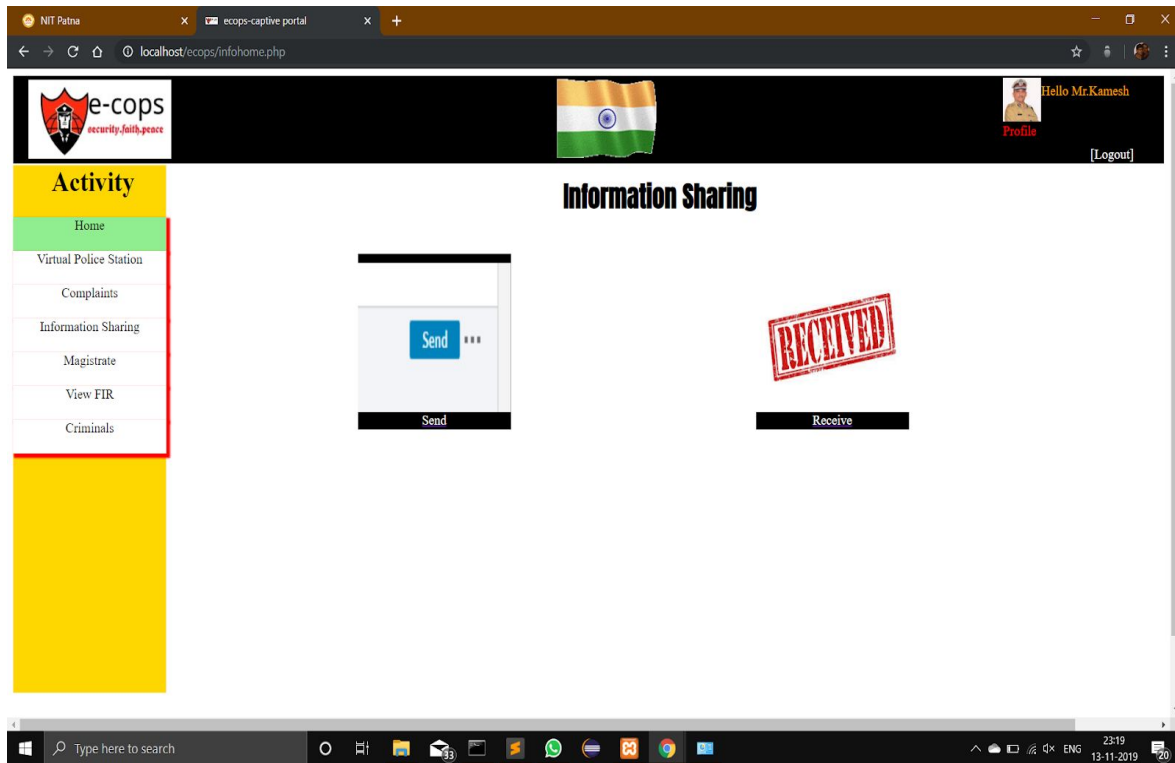 NIT Patna
ecops-captive portal
localhost/ecops/infohome.php
e-cops
security.faith.peace
Hello Mr.Kamesh
Profile
[Logout]
Activity
Home
Virtual Police Station
Complaints
Information Sharing
Magistrate
View FIR
Criminals
Information Sharing
Send
Send
RECEIVED
Receive
Type here to search
33
ENG
23:19
13-11-2019
20